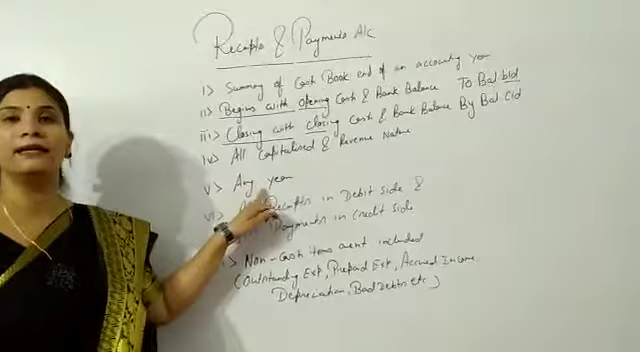 Receipts & Payments A/c
i> Summary of Cash Book end of an accounting year
ii> Begins with opening Cash & Bank Balance To Bal b/d
iii> Closing with closing Cash & Bank Balance By Bal c/d
iv> All Capitalised & Revenue Nature
v> Any year
vi> Receipts in Debit side &
Payments in Credit side
> Non-Cash items arent included
(Outstanding Exp, Prepaid Exp, Accrued Income
Depreciation, Bad Debts etc)